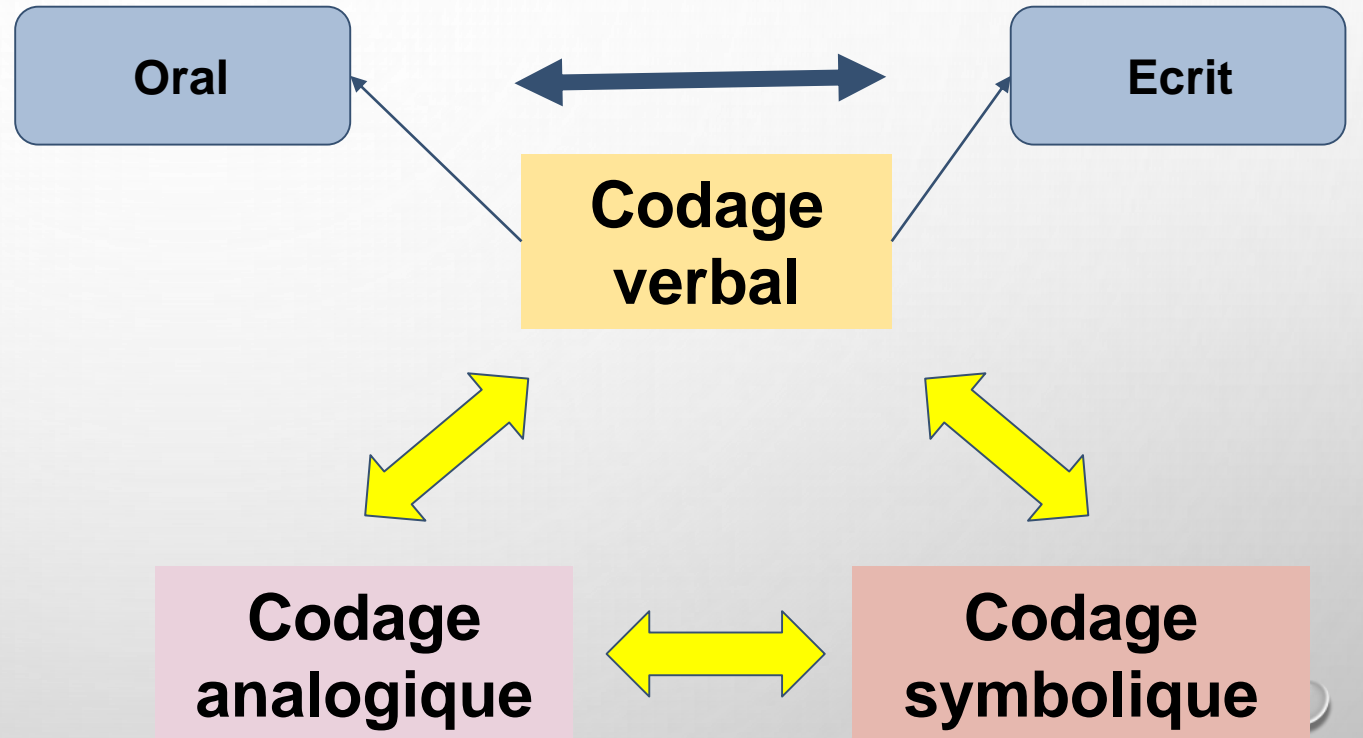 Oral
Ecrit
Codage
verbal
Codage
analogique
Codage
symbolique